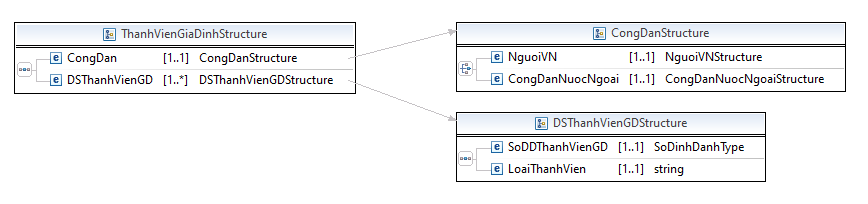 ThanhVienGiaDinhStructure
e CongDan [1..1] CongDanStructure
e DSThanhVienGD [1..*] DSThanhVienGDStructure
CongDanStructure
e NguoiVN [1..1] NguoiVNStructure
e CongDanNuocNgoai [1..1] CongDanNuocNgoaiStructure
DSThanhVienGDStructure
e SoDDThanhVienGD [1..1] SoDinhDanhType
e LoaiThanhVien [1..1] string